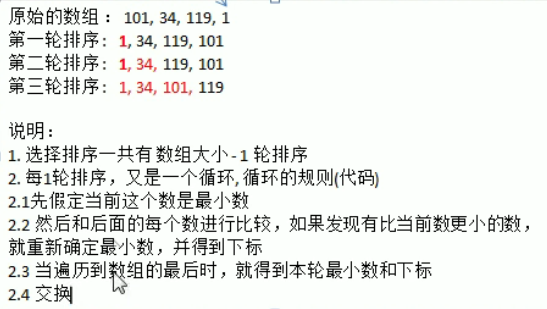 原始的数组： 101, 34, 119, 1
第一轮排序: 1, 34, 119, 101
第二轮排序: 1, 34, 119, 101
第三轮排序: 1, 34, 101, 119
说明：
1. 选择排序一共有 数组大小 - 1 轮排序
2. 每1轮排序，又是一个循环, 循环的规则(代码)
2.1先假定当前这个数是最小数
2.2 然后和后面的每个数进行比较，如果发现有比当前数更小的数，
就重新确定最小数，并得到下标
2.3 当遍历到数组的最后时，就得到本轮最小数和下标
2.4 交换